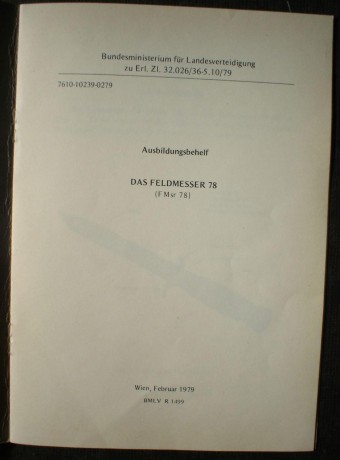 Bundesministerium für Landesverteidigung
zu Erl. Zl. 32.026/36-5.10/79
7610-10239-0279
Ausbildungsbehelf
DAS FELDMESSER 78
(FMsr 78)
Wien, Februar 1979
BMLV R 1499